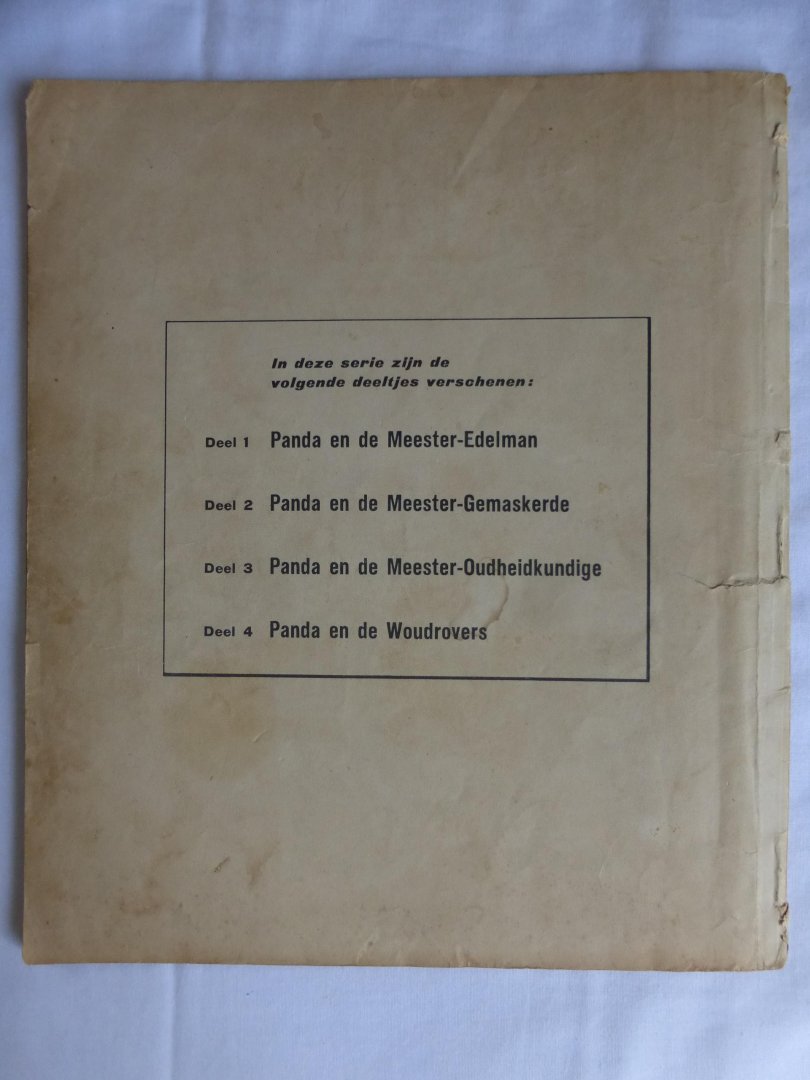 In deze serie zijn de
volgende deeltjes verschenen:
Deel 1 Panda en de Meester-Edelman
Deel 2 Panda en de Meester-Gemaskerde
Deel 3 Panda en de Meester-Oudheidkundige
Deel 4 Panda en de Woudrovers